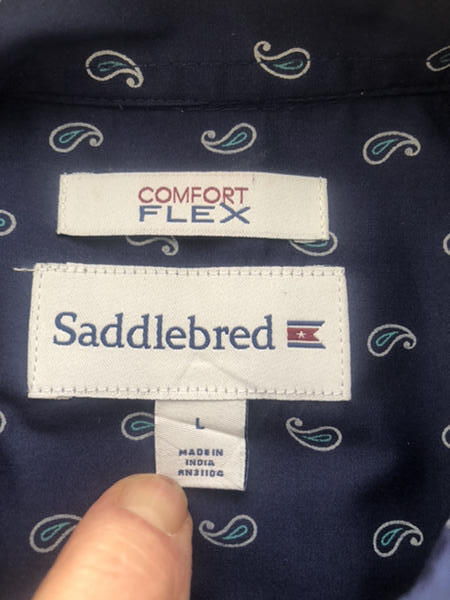 COMFORT
FLEX
Saddlebred
L
MADE IN
INDIA
RN31104